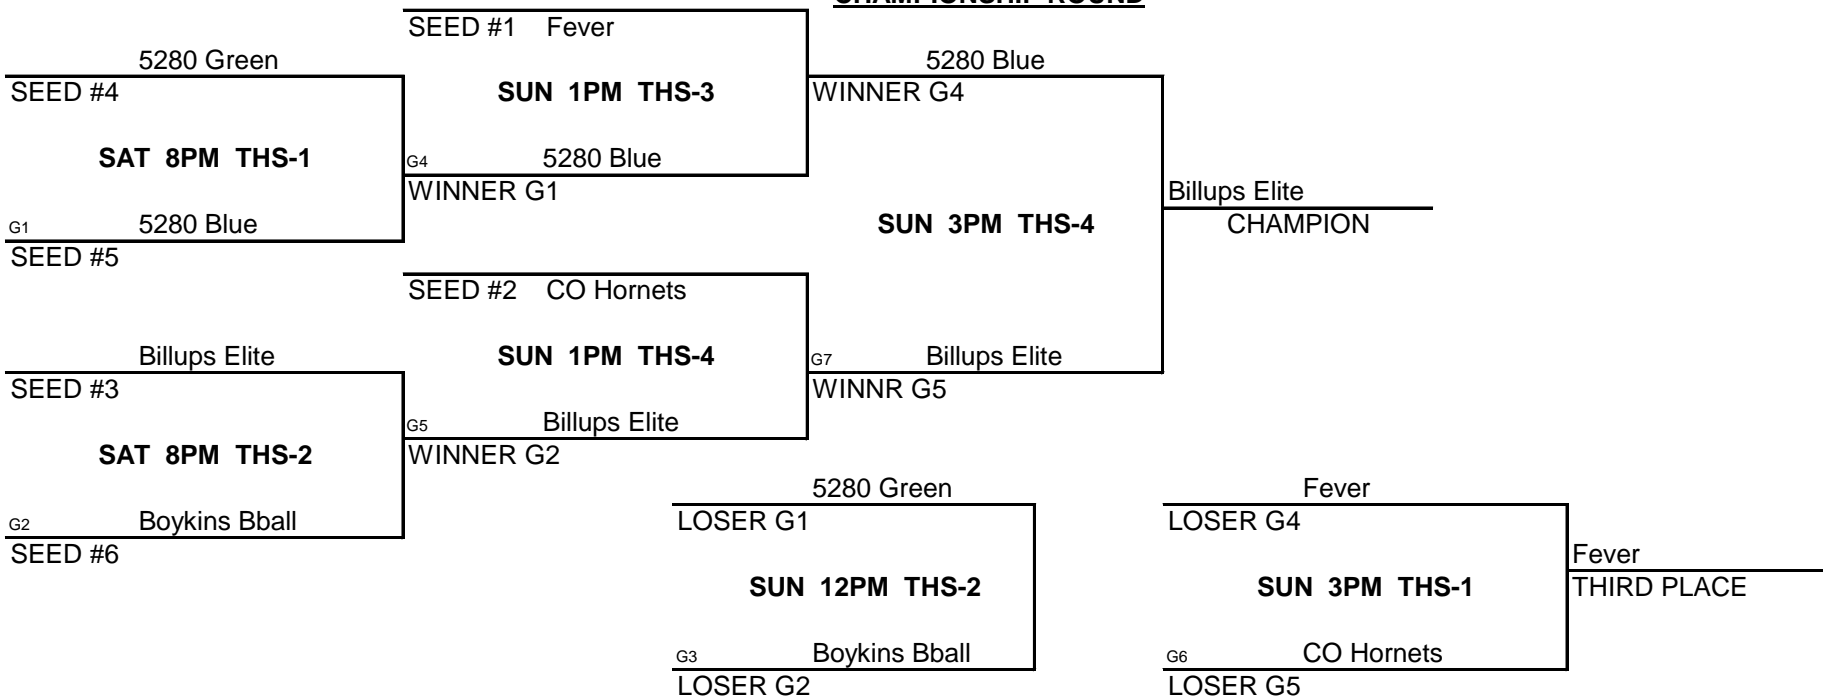 CHAMPIONSHIP ROUND
SEED #1 Fever
5280 Green
5280 Blue
SEED #4
SUN 1PM THS-3
WINNER G4
SAT 8PM THS-1
G4 5280 Blue
WINNER G1
Billups Elite
G1 5280 Blue
SUN 3PM THS-4
CHAMPION
SEED #5
SEED #2 CO Hornets
Billups Elite
SUN 1PM THS-4
G7 Billups Elite
SEED #3
WINNR G5
G5 Billups Elite
SAT 8PM THS-2
WINNER G2
5280 Green
Fever
G2 Boykins Bball
LOSER G1
LOSER G4
SEED #6
Fever
SUN 12PM THS-2
SUN 3PM THS-1
THIRD PLACE
G3 Boykins Bball
G6 CO Hornets
LOSER G2
LOSER G5